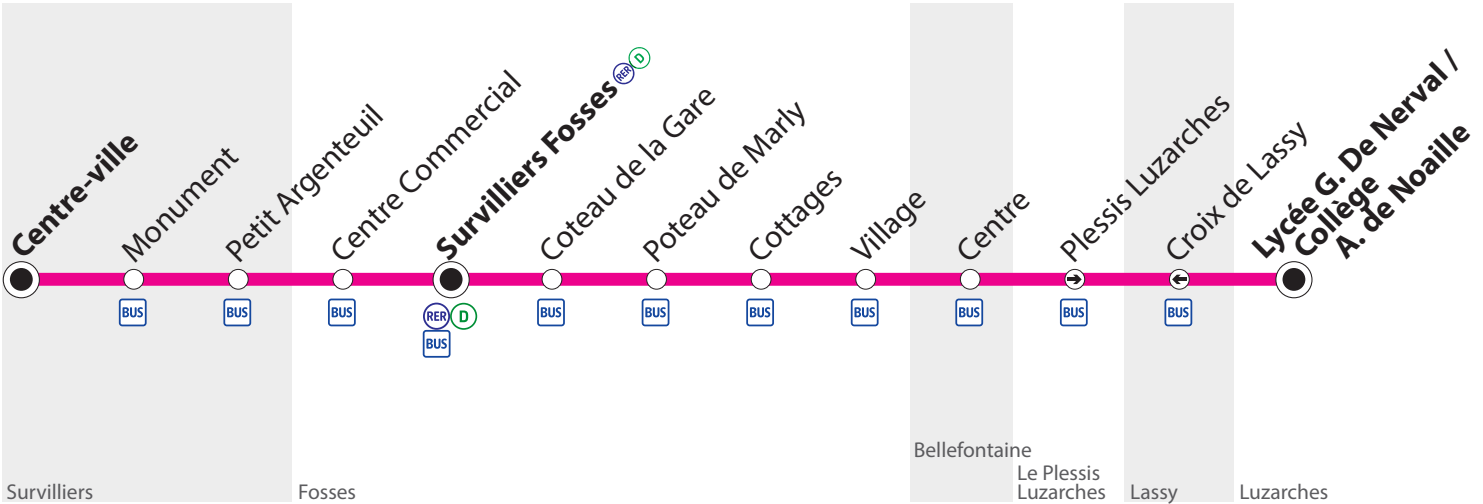 Centre-ville
Monument
Petit Argenteuil
Centre Commercial
Survilliers Fosses RER D
Coteau de la Gare
Poteau de Marly
Cottages
Village
Centre
Plessis Luzarches
Croix de Lassy
Lycée G. De Nerval /
Collège
A. de Noaille
BUS
BUS
BUS
RER D
BUS
BUS
BUS
BUS
BUS
BUS
BUS
BUS
Survilliers
Fosses
Bellefontaine
Le Plessis
Luzarches
Lassy
Luzarches